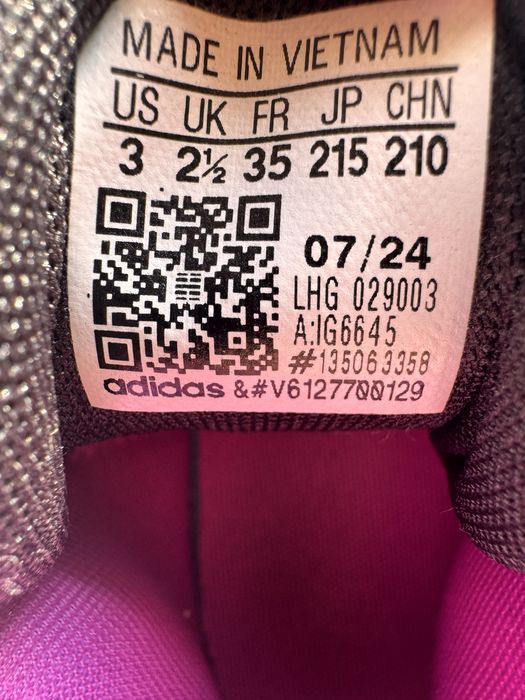 MADE IN VIETNAM
US UK FR JP CHN
3 2½ 35 215 210
07/24
LHG 029003
A:IG6645
#135063358
adidas &#V6127700129